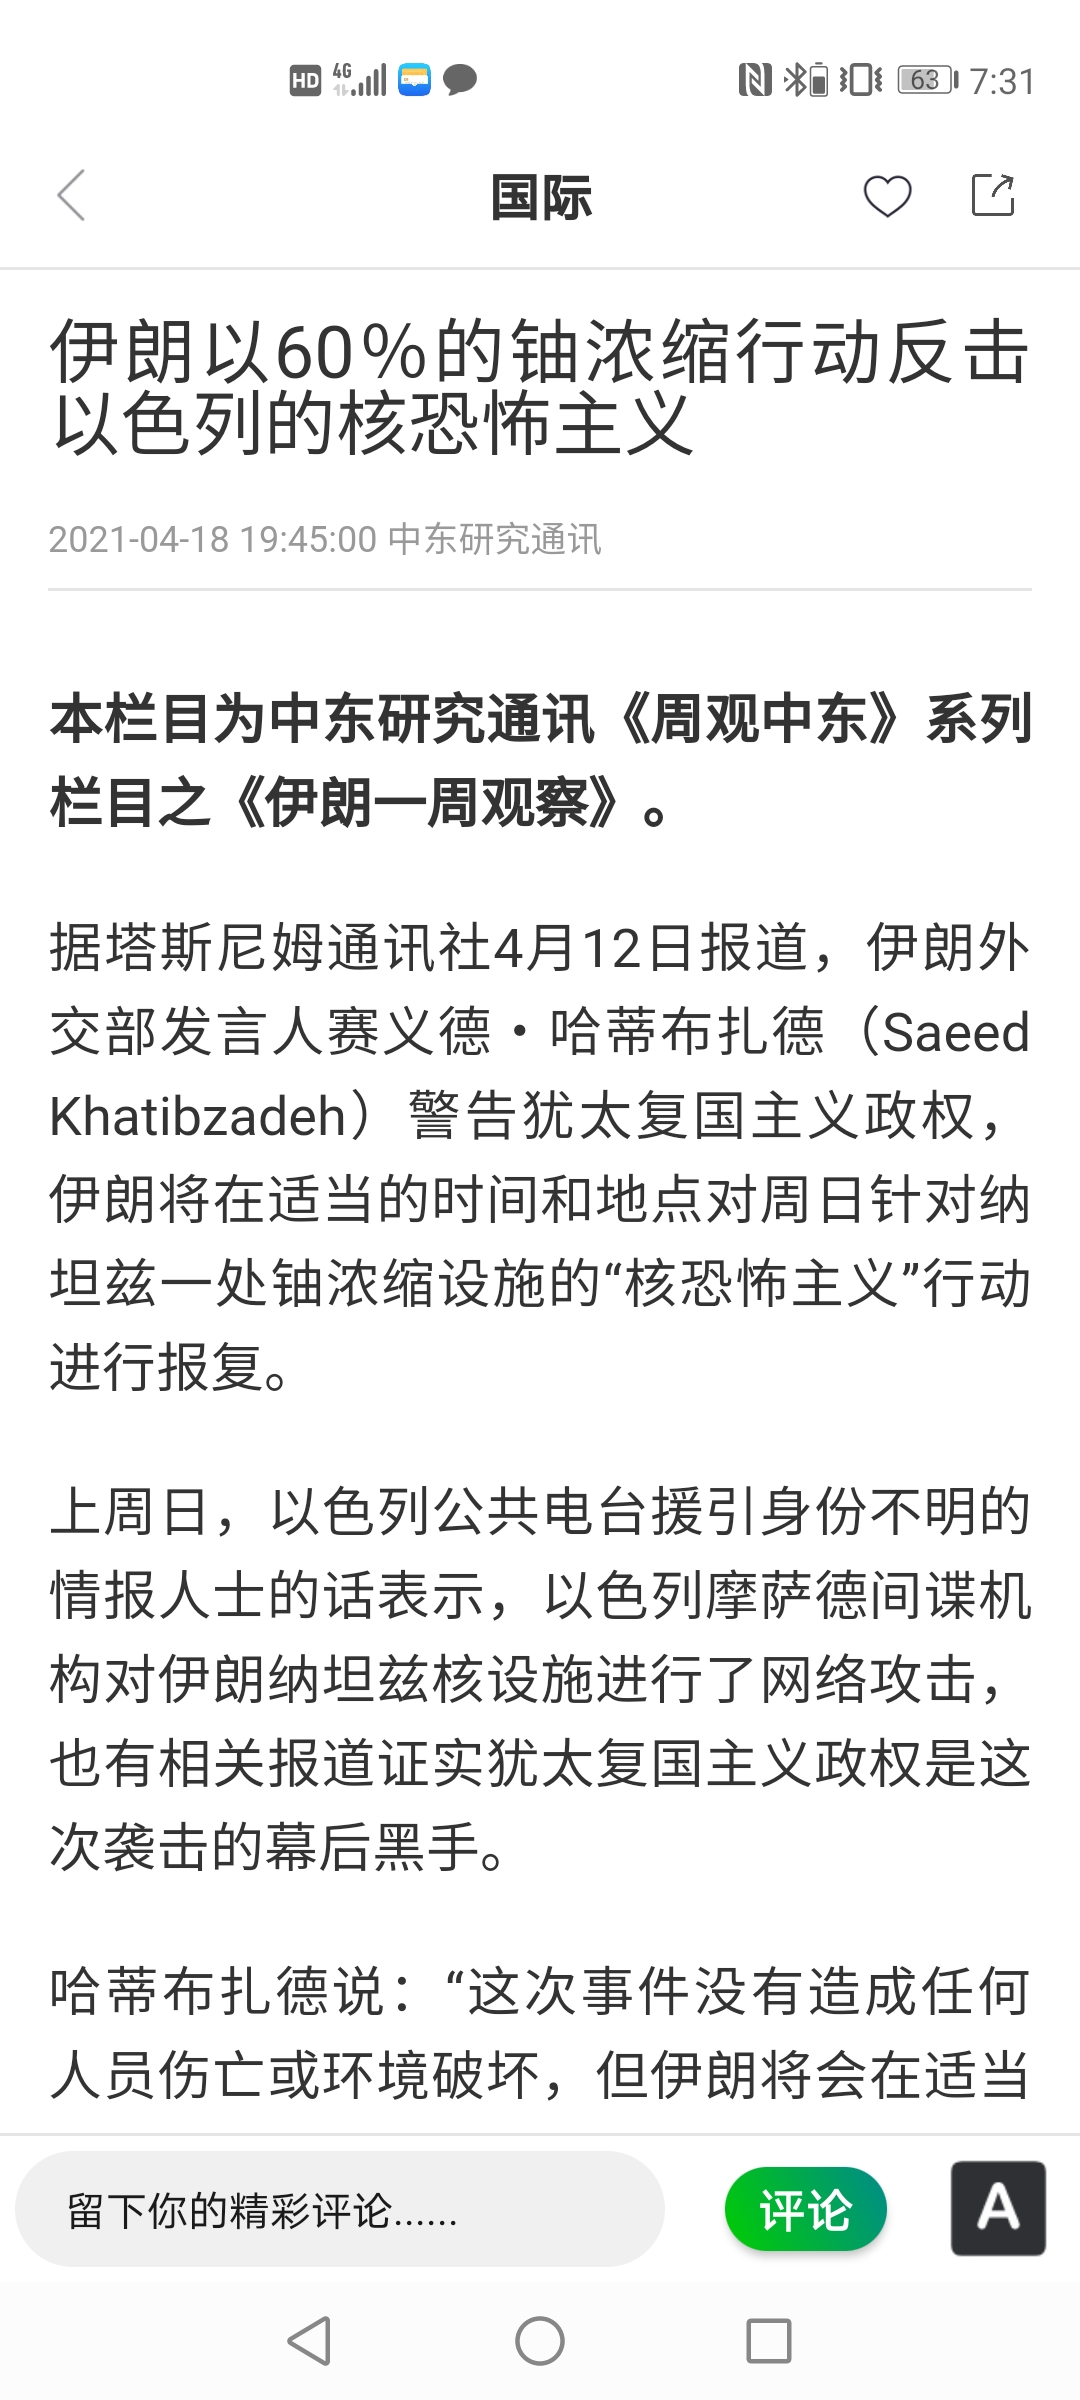 HD 4G 63 7:31
国际
伊朗以60%的铀浓缩行动反击
以色列的核恐怖主义
2021-04-18 19:45:00 中东研究通讯
本栏目为中东研究通讯《周观中东》系列
栏目之《伊朗一周观察》。
据塔斯尼姆通讯社4月12日报道，伊朗外
交部发言人赛义德·哈蒂布扎德（Saeed
Khatibzadeh）警告犹太复国主义政权，
伊朗将在适当的时间和地点对周日针对纳
坦兹一处铀浓缩设施的“核恐怖主义”行动
进行报复。
上周日，以色列公共电台援引身份不明的
情报人士的话表示，以色列摩萨德间谍机
构对伊朗纳坦兹核设施进行了网络攻击，
也有相关报道证实犹太复国主义政权是这
次袭击的幕后黑手。
哈蒂布扎德说：“这次事件没有造成任何
人员伤亡或环境破坏，但伊朗将会在适当
留下你的精彩评论......
评论
A